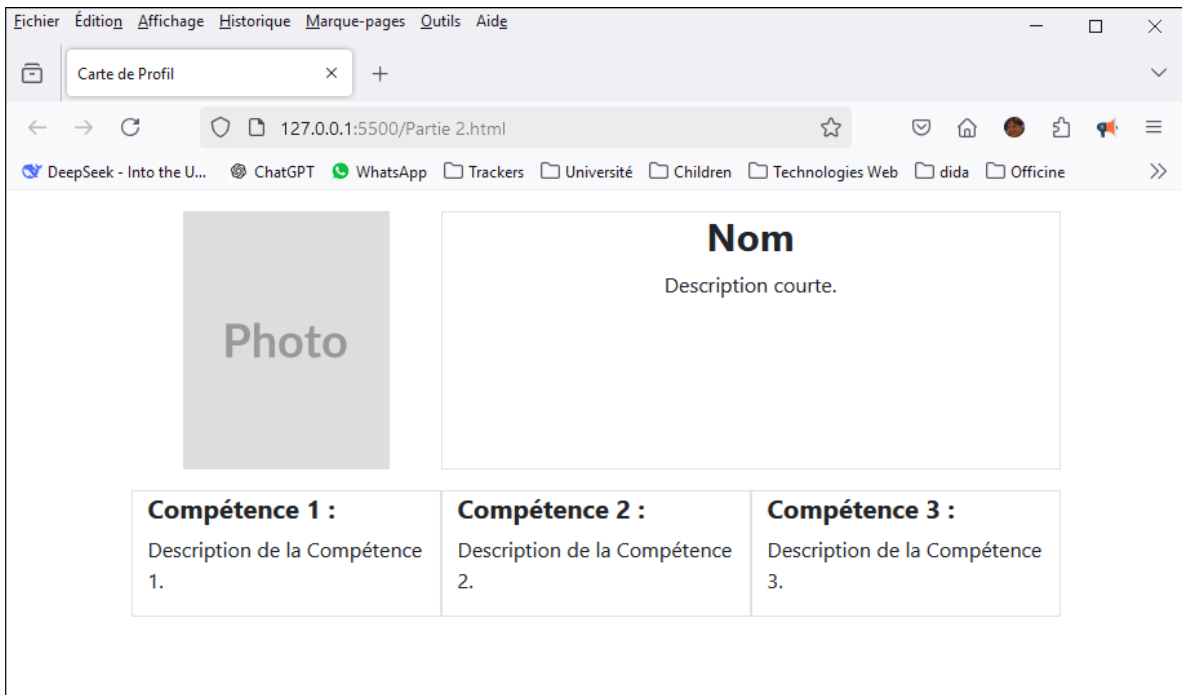 Fichier Édition Affichage Historique Marque-pages Outils Aide
Carte de Profil
127.0.0.1:5500/Partie 2.html
DeepSeek - Into the U... ChatGPT WhatsApp Trackers Université Children Technologies Web dida Officine
Photo
Nom
Description courte.
Compétence 1 :
Description de la Compétence
1.
Compétence 2 :
Description de la Compétence
2.
Compétence 3 :
Description de la Compétence
3.